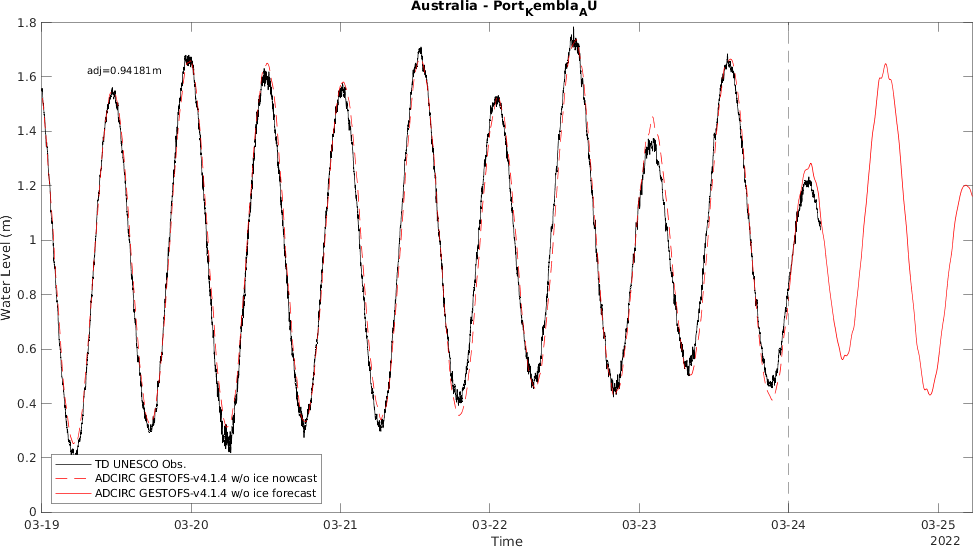 Australia - Port_Kembla_AU
1.8
1.6
1.4
1.2
1
0.8
0.6
0.4
0.2
0
Water Level (m)
adj=0.94181m
TD UNESCO Obs.
ADCIRC GESTOFS-v4.1.4 w/o ice nowcast
ADCIRC GESTOFS-v4.1.4 w/o ice forecast
03-19 03-20 03-21 03-22 03-23 03-24 03-25
Time
2022